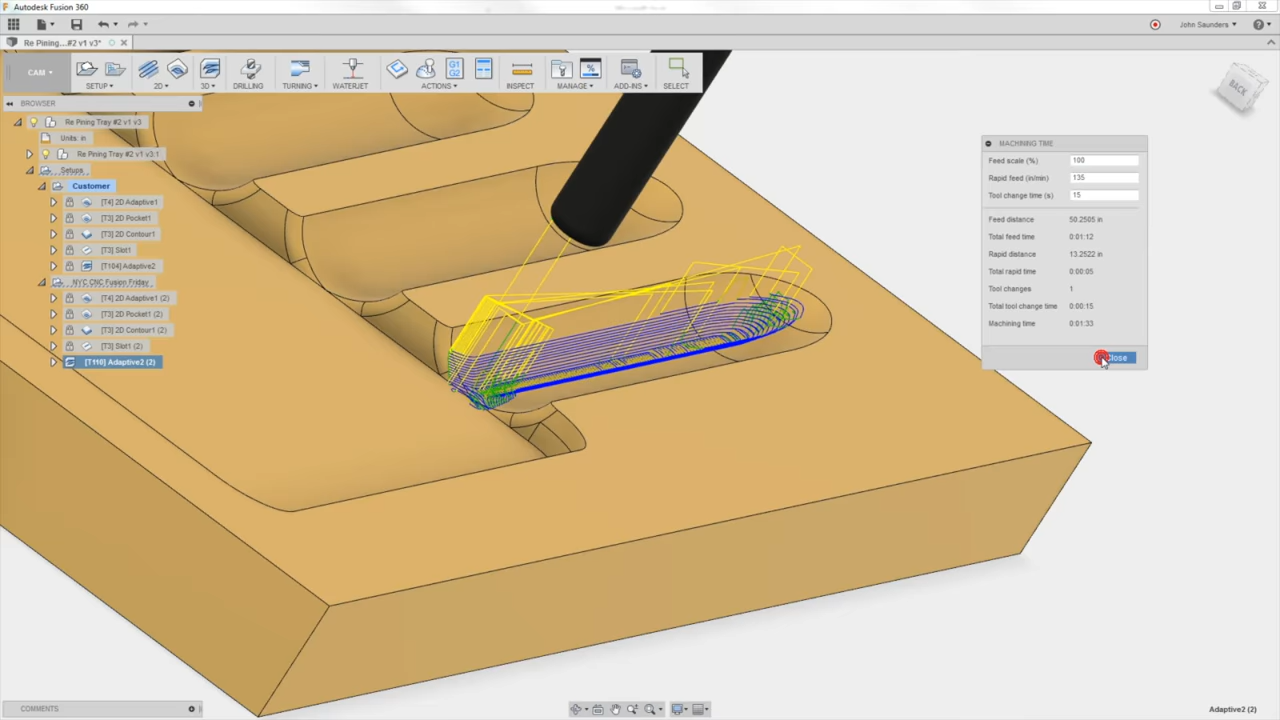 Autodesk Fusion 360
John Saunders
Re Pining...#2 v1 v3*
CAM
SETUP
2D
3D
DRILLING
TURNING
WATERJET
G1
G2
ACTIONS
INSPECT
MANAGE
ADD-INS
SELECT
BACK
BROWSER
Re Pining Tray #2 v1 v3
Units: in
Re Pining Tray #2 v1 v3:1
Setups
Customer
[T4] 2D Adaptive1
[T3] 2D Pocket1
[T3] 2D Contour1
[T3] Slot1
[T104] Adaptive2
NYC CNC Fusion Friday
[T4] 2D Adaptive1 (2)
[T3] 2D Pocket1 (2)
[T3] 2D Contour1 (2)
[T3] Slot1 (2)
[T110] Adaptive2 (2)
MACHINING TIME
Feed scale (%) 100
Rapid feed (in/min) 135
Tool change time (s) 15
Feed distance 50.2505 in
Total feed time 0:01:12
Rapid distance 13.2522 in
Total rapid time 0:00:05
Tool changes 1
Total tool change time 0:00:15
Machining time 0:01:33
Close
COMMENTS
Adaptive2 (2)